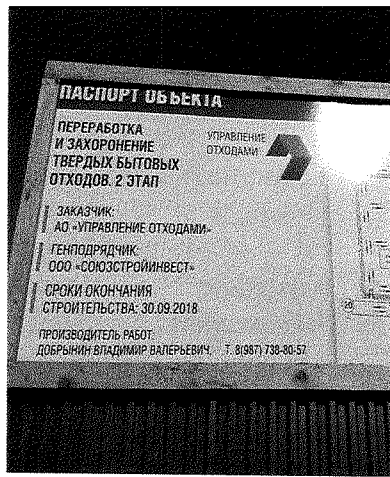 ПАСПОРТ ОБЪЕКТА
ПЕРЕРАБОТКА
И ЗАХОРОНЕНИЕ
ТВЕРДЫХ БЫТОВЫХ
ОТХОДОВ. 2 ЭТАП
УПРАВЛЕНИЕ
ОТХОДАМИ
ЗАКАЗЧИК:
АО «УПРАВЛЕНИЕ ОТХОДАМИ»
ГЕНПОДРЯДЧИК:
ООО «СОЮЗСТРОЙИНВЕСТ»
СРОКИ ОКОНЧАНИЯ
СТРОИТЕЛЬСТВА: 30.09.2018
ПРОИЗВОДИТЕЛЬ РАБОТ:
ДОБРЫНИН ВЛАДИМИР ВАЛЕРЬЕВИЧ, Т. 8(987) 738-80-57